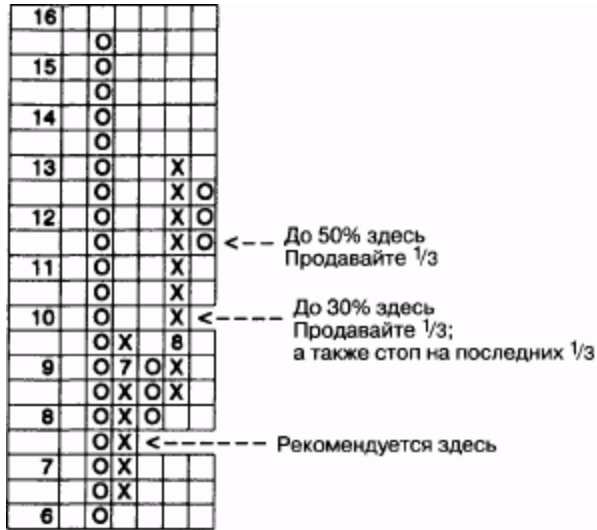 16
O
15 O
O
14 O
O
13 O X
O X O
12 O X O
O X O <--- До 50% здесь
Продавайте 1/3
11 O X
O X
10 O X <----- До 30% здесь
Продавайте 1/3;
O X 8
а также стоп на последних 1/3
9 O 7 O X
O X O X
8 O X O
O X <------- Рекомендуется здесь
7 O X
O X
6 O